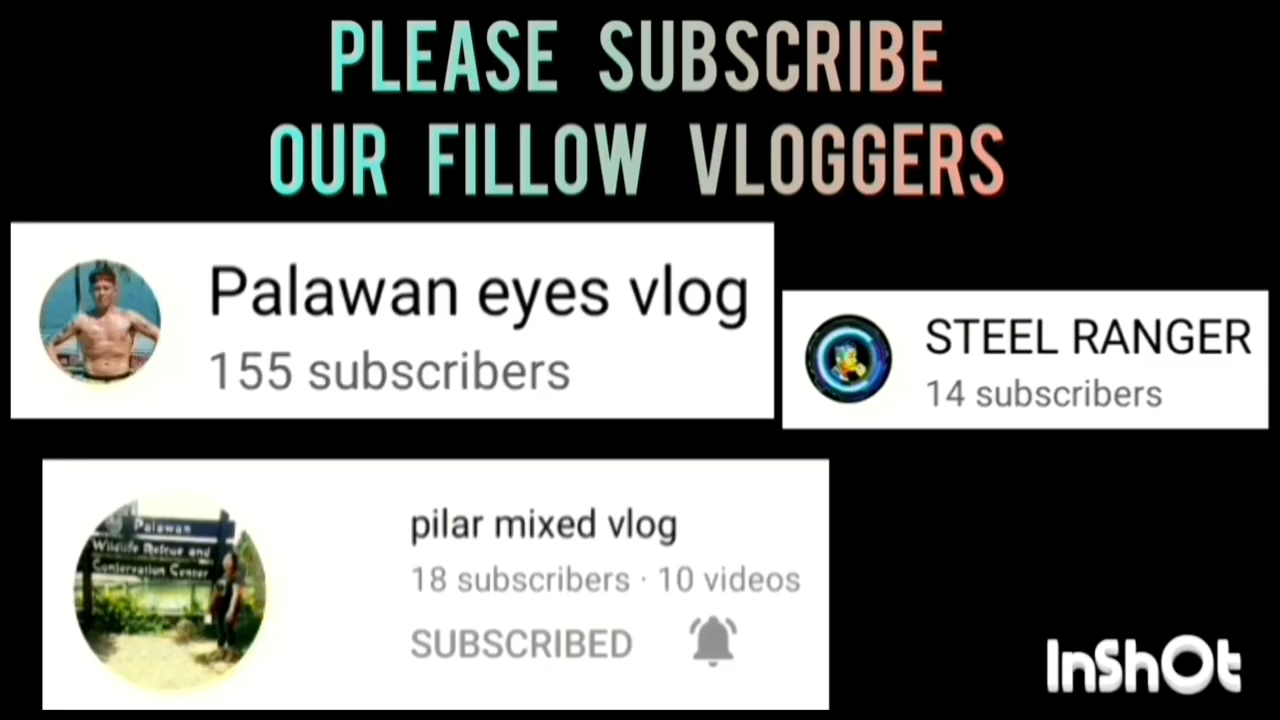 PLEASE SUBSCRIBE
OUR FILLOW VLOGGERS
Palawan eyes vlog
155 subscribers
STEEL RANGER
14 subscribers
pilar mixed vlog
18 subscribers · 10 videos
SUBSCRIBED
Palawan
Wildlife Rescue and
Conservation Center
InShOt